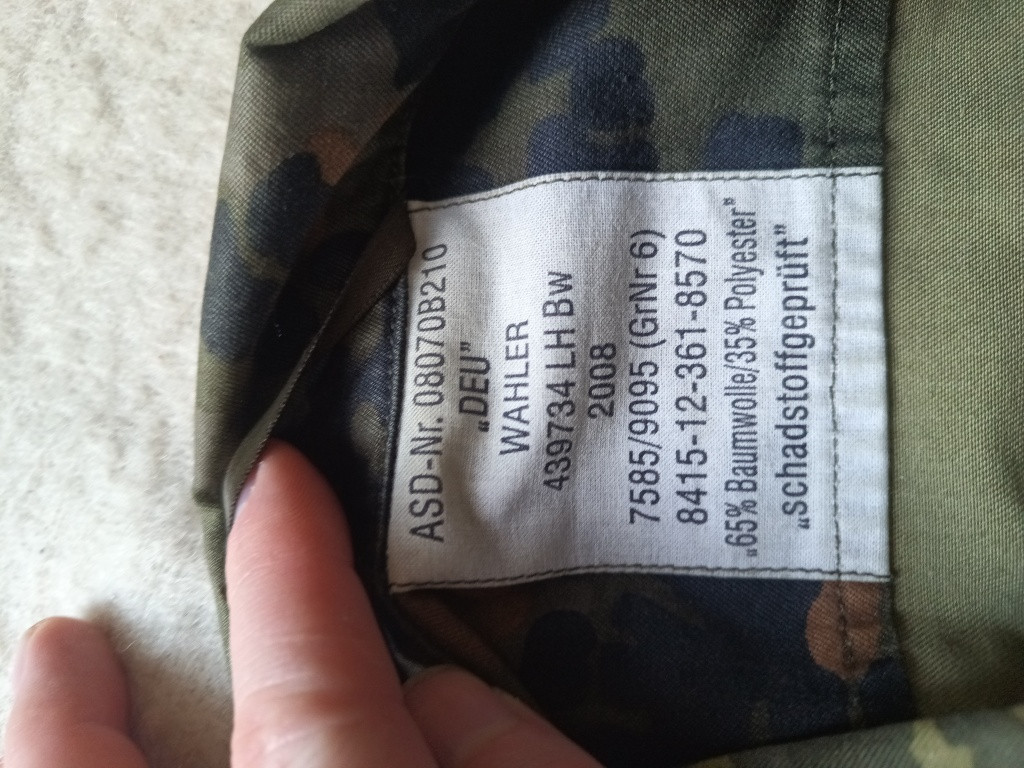 ASD-Nr. 08070B210
„DEU”
WAHLER
439734 LH Bw
2008
7585/9095 (GrNr 6)
8415-12-361-8570
„65% Baumwolle/35% Polyester”
„schadstoffgeprüft”